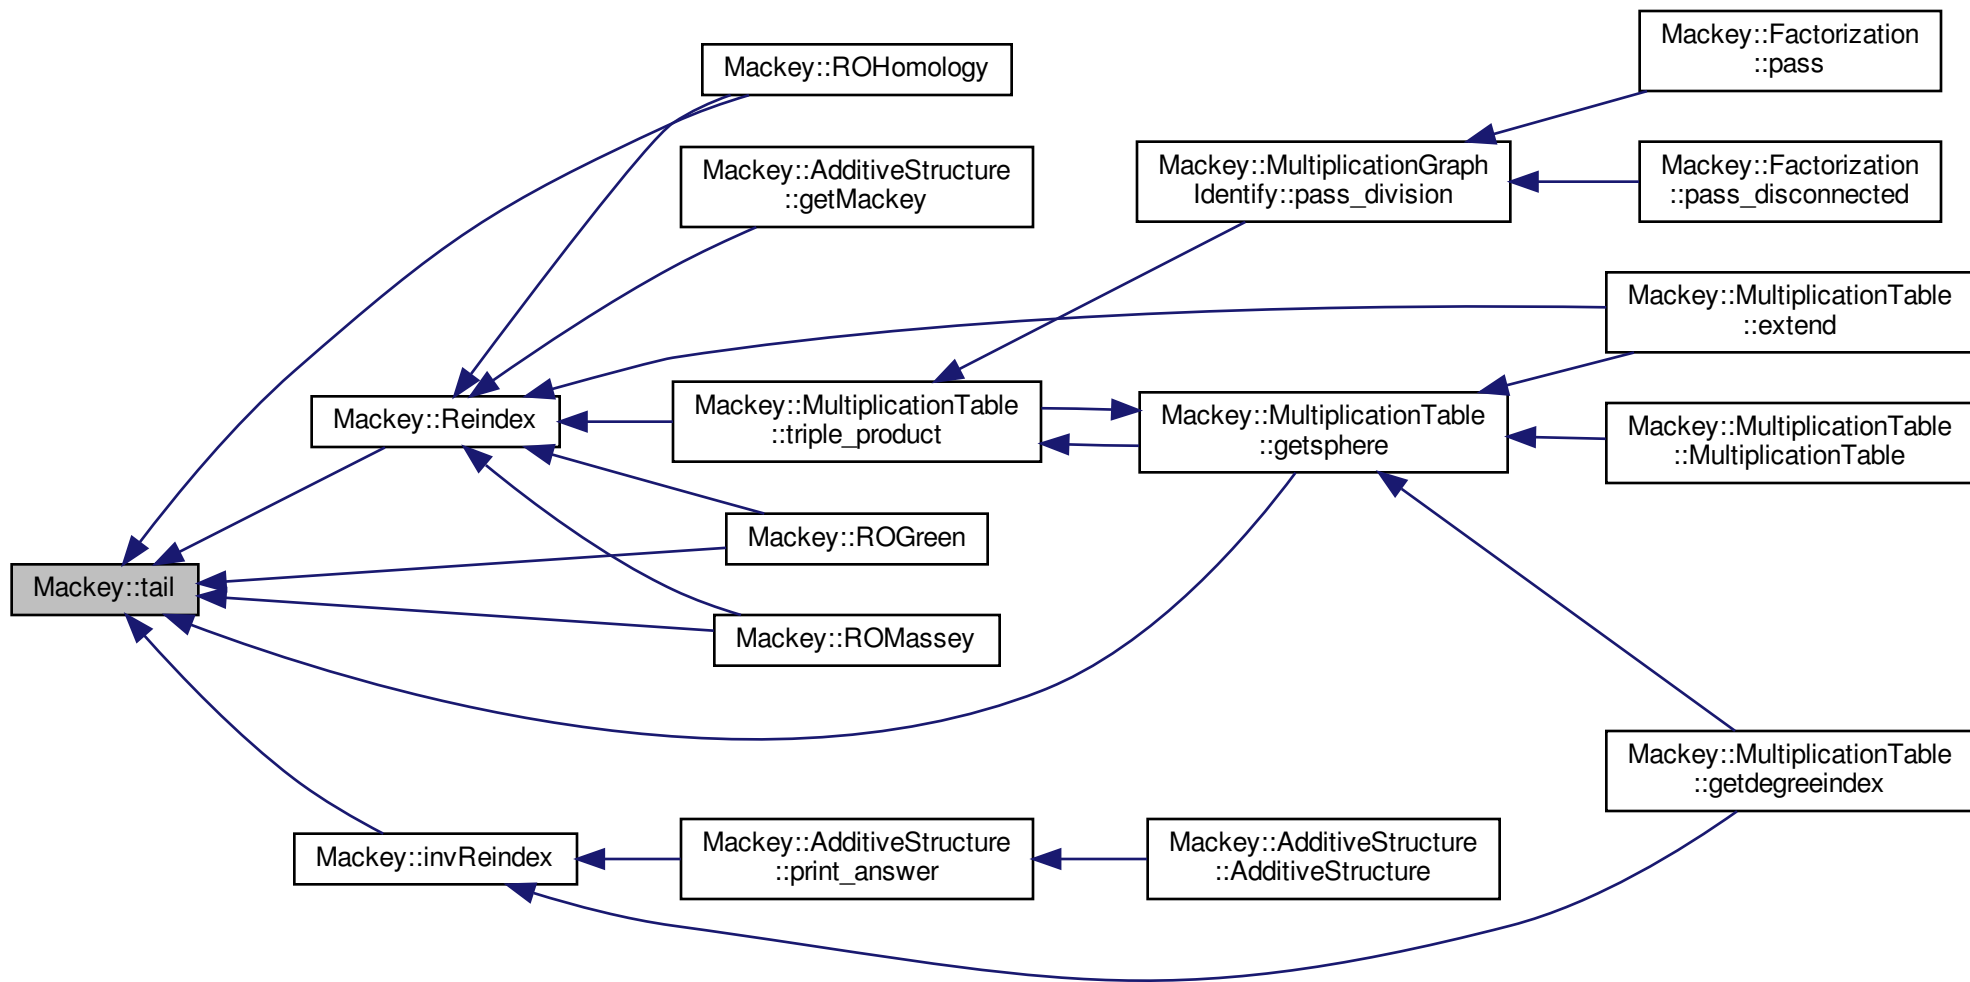 Mackey::tail
Mackey::Reindex
Mackey::invReindex
Mackey::ROHomology
Mackey::AdditiveStructure
::getMackey
Mackey::MultiplicationTable
::triple_product
Mackey::ROGreen
Mackey::ROMassey
Mackey::AdditiveStructure
::print_answer
Mackey::MultiplicationGraph
Identify::pass_division
Mackey::MultiplicationTable
::getsphere
Mackey::AdditiveStructure
::AdditiveStructure
Mackey::Factorization
::pass
Mackey::Factorization
::pass_disconnected
Mackey::MultiplicationTable
::extend
Mackey::MultiplicationTable
::MultiplicationTable
Mackey::MultiplicationTable
::getdegreeindex